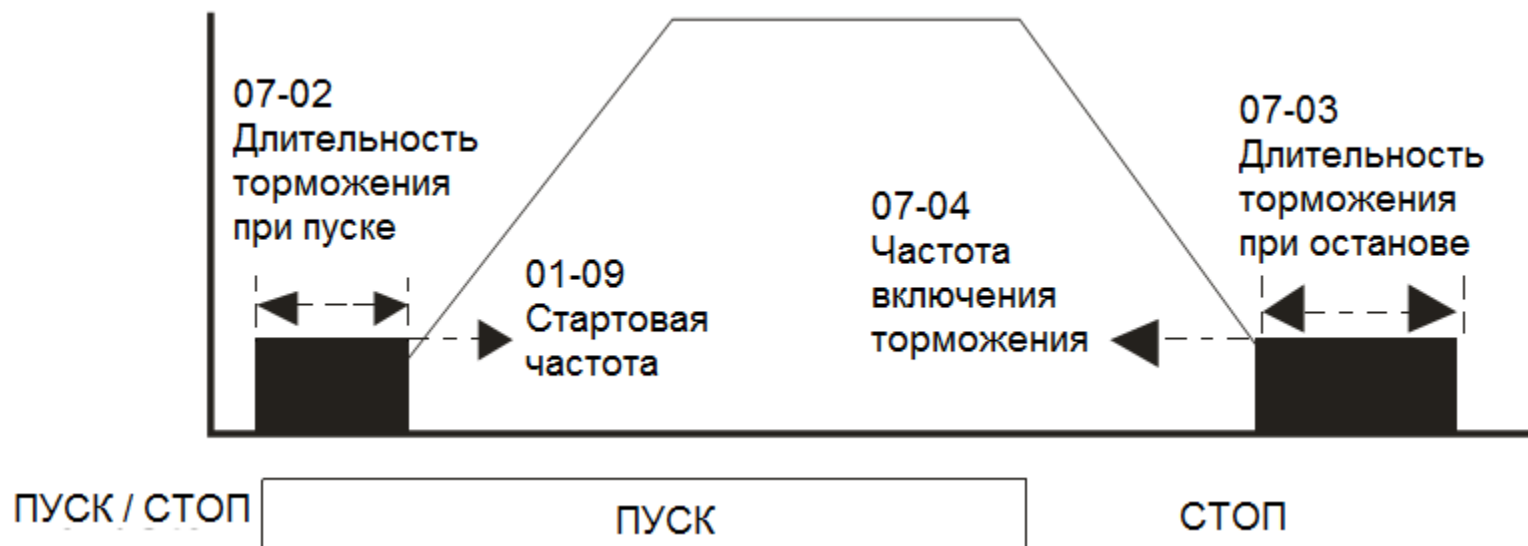 07-02
Длительность
торможения
при пуске
01-09
Стартовая
частота
07-04
Частота
включения
торможения
07-03
Длительность
торможения
при останове
ПУСК / СТОП
ПУСК
СТОП